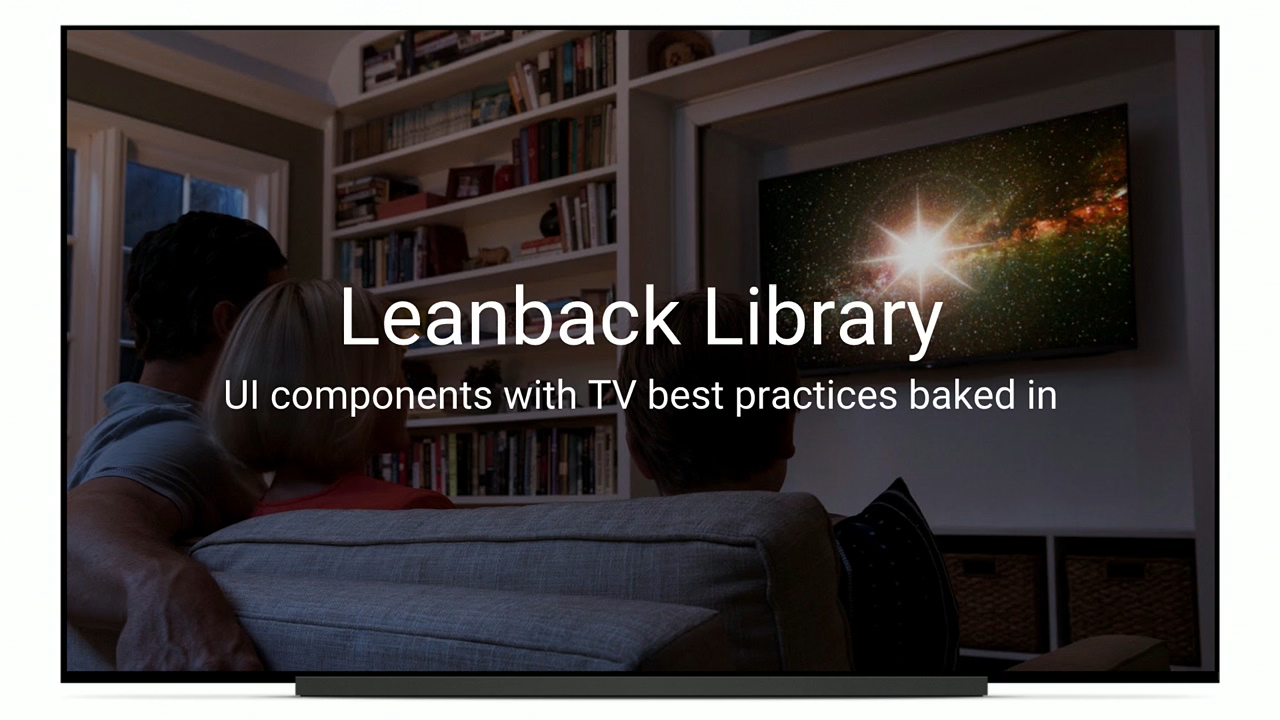 Leanback Library
UI components with TV best practices baked in